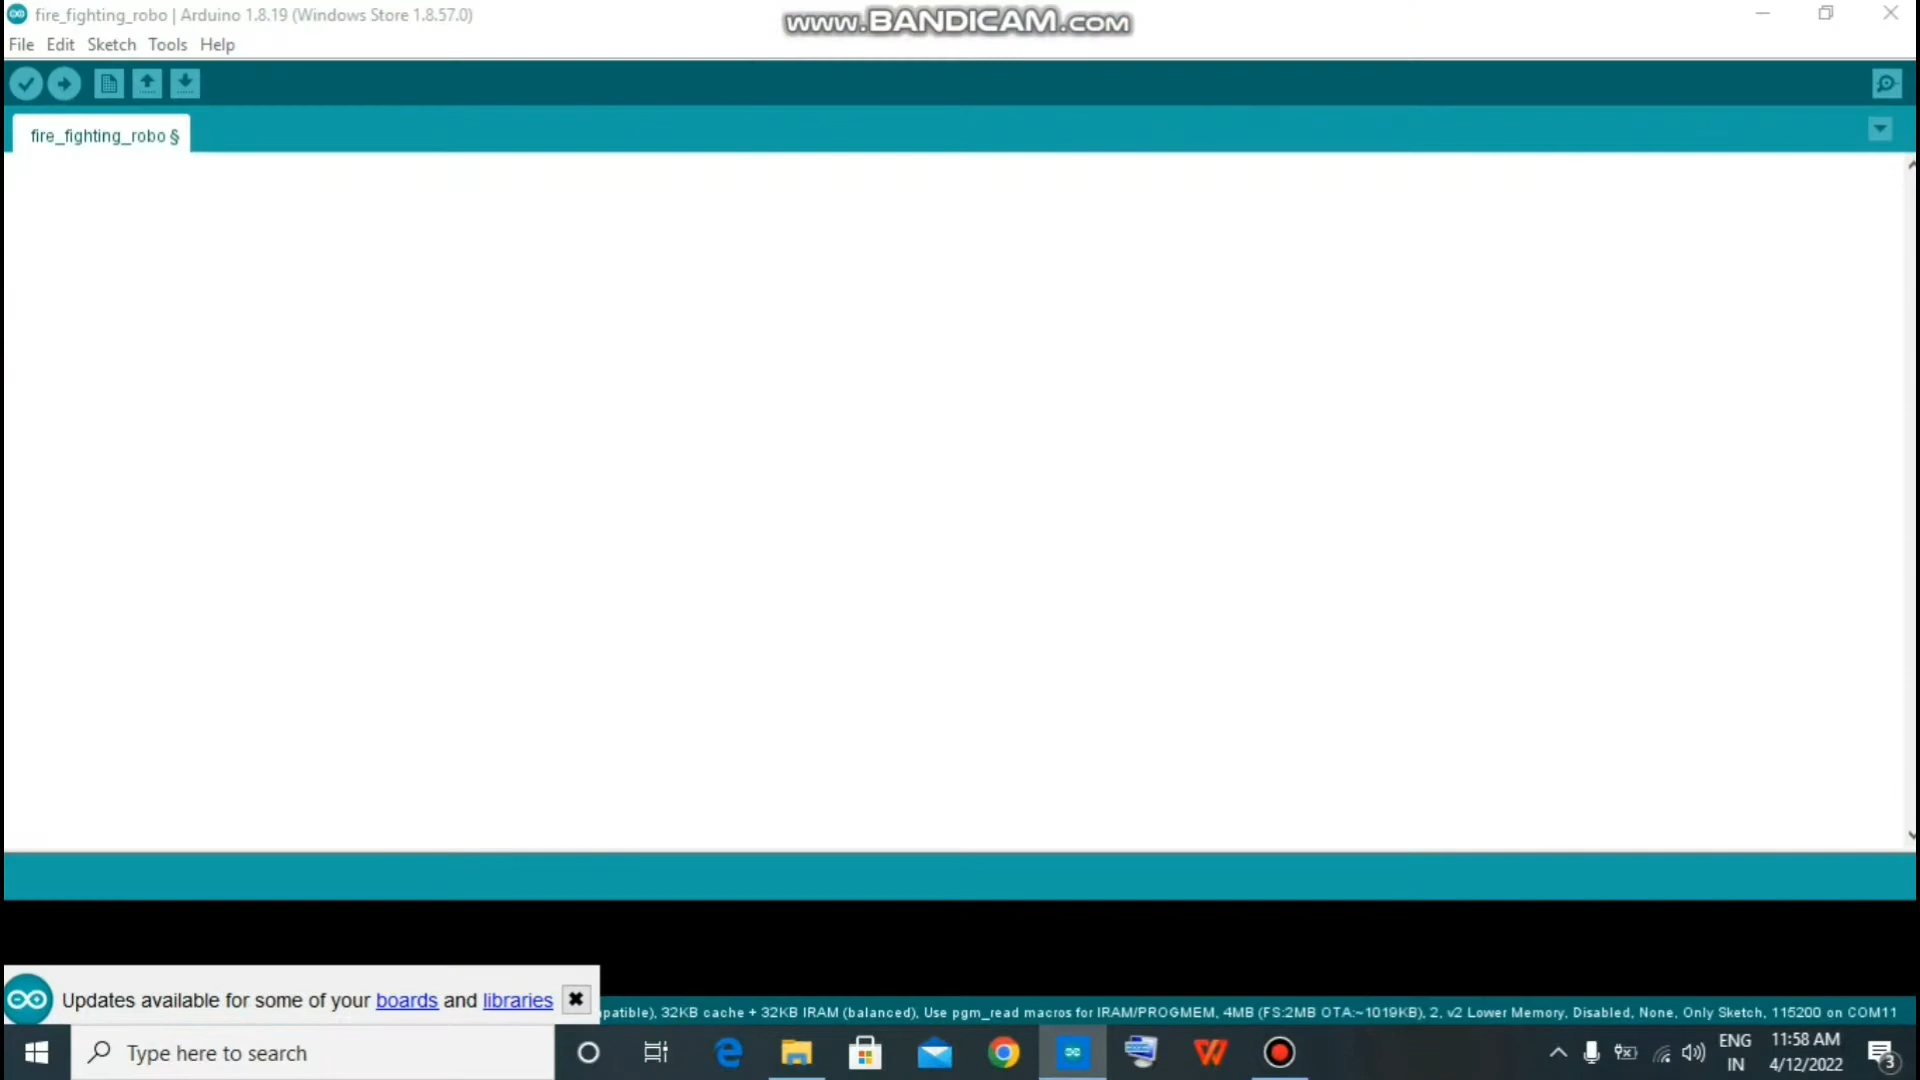 fire_fighting_robo | Arduino 1.8.19 (Windows Store 1.8.57.0)
www.BANDICAM.com
File Edit Sketch Tools Help
fire_fighting_robo §
Updates available for some of your boards and libraries
patible), 32KB cache + 32KB IRAM (balanced), Use pgm_read macros for IRAM/PROGMEM, 4MB (FS:2MB OTA:~1019KB), 2, v2 Lower Memory, Disabled, None, Only Sketch, 115200 on COM11
Type here to search
ENG
IN
11:58 AM
4/12/2022
3